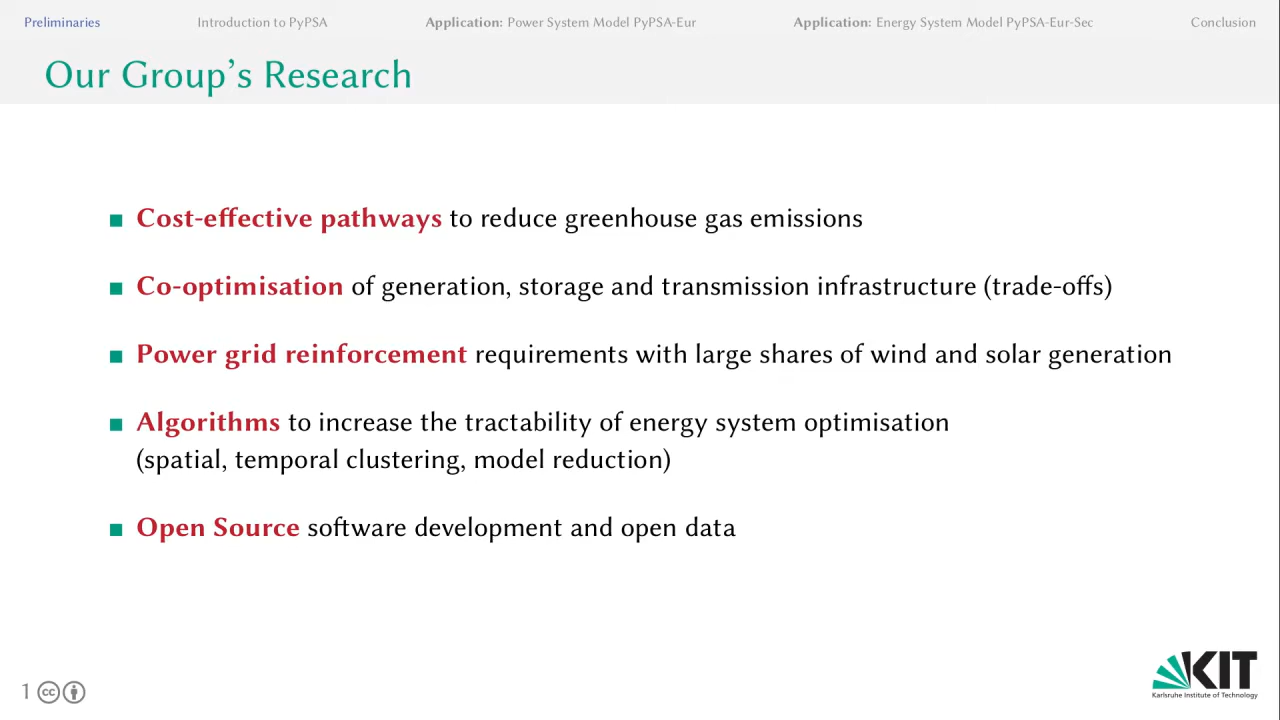 Preliminaries Introduction to PyPSA Application: Power System Model PyPSA-Eur Application: Energy System Model PyPSA-Eur-Sec Conclusion
Our Group's Research
Cost-effective pathways to reduce greenhouse gas emissions
Co-optimisation of generation, storage and transmission infrastructure (trade-offs)
Power grid reinforcement requirements with large shares of wind and solar generation
Algorithms to increase the tractability of energy system optimisation
(spatial, temporal clustering, model reduction)
Open Source software development and open data
KIT
Karlsruhe Institute of Technology
1 cc